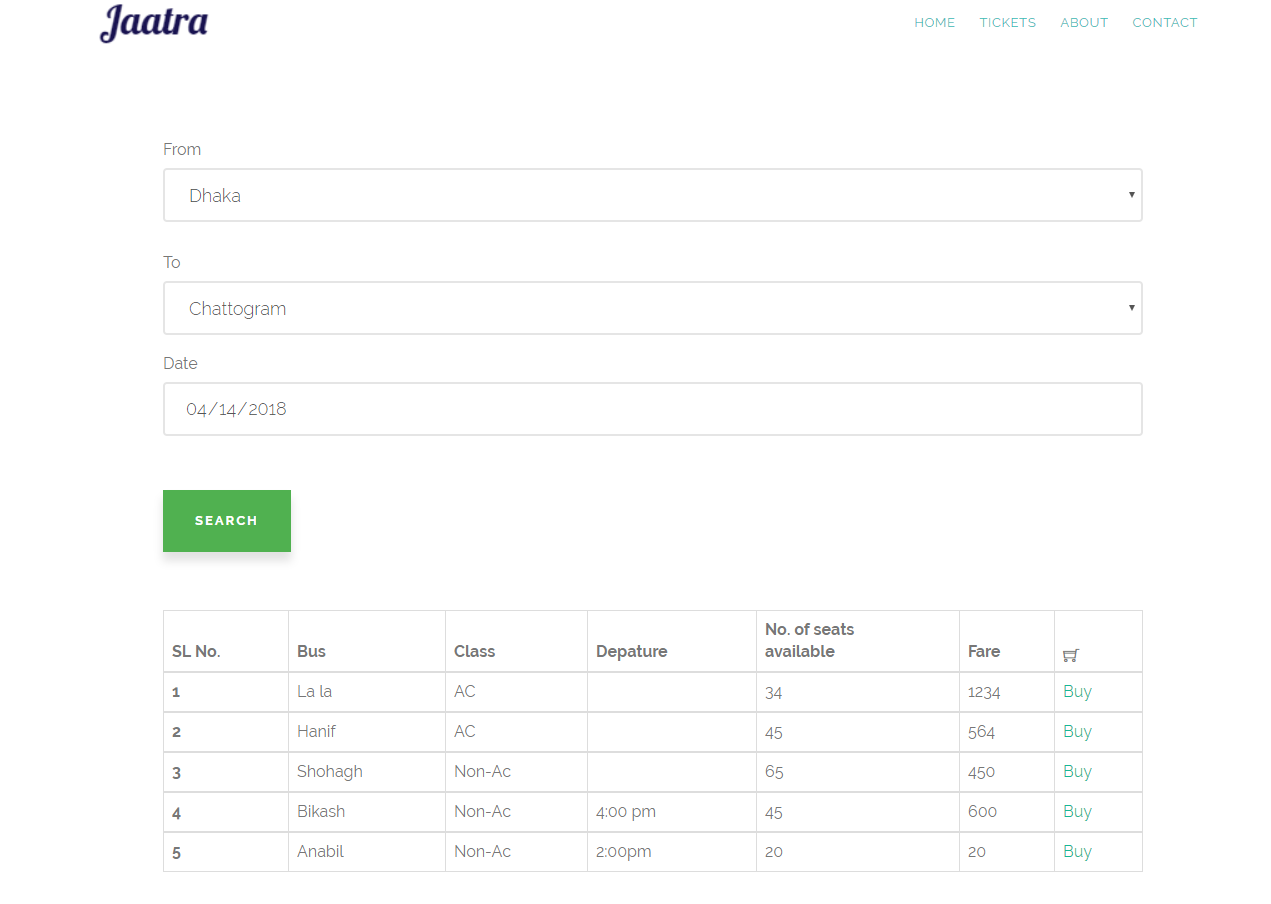 Jaatra
HOME TICKETS ABOUT CONTACT
From
Dhaka
To
Chattogram
Date
04/14/2018
SEARCH
SL No. Bus Class Depature No. of seats available Fare
1 La la AC 34 1234 Buy
2 Hanif AC 45 564 Buy
3 Shohagh Non-Ac 65 450 Buy
4 Bikash Non-Ac 4:00 pm 45 600 Buy
5 Anabil Non-Ac 2:00pm 20 20 Buy